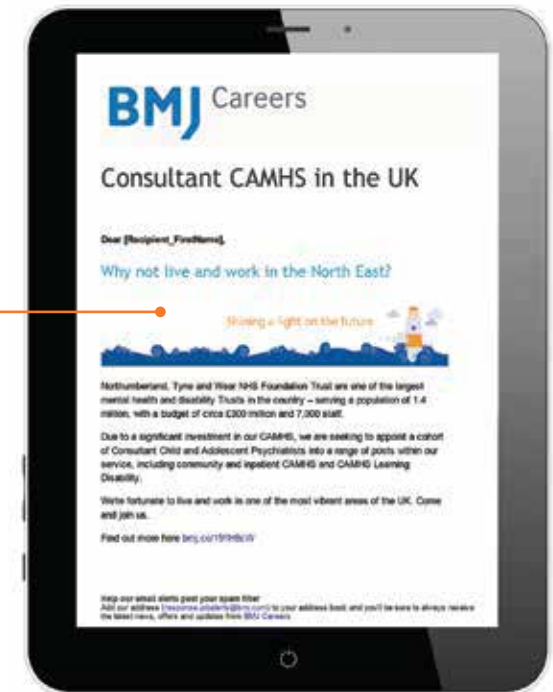 BMJ Careers
Consultant CAMHS in the UK
Dear [Recipient_FirstName],
Why not live and work in the North East?
Shining a light on the future
Northumberland, Tyne and Wear NHS Foundation Trust are one of the largest
mental health and disability Trusts in the country – serving a population of 1.4
million, with a budget of circa £300 million and 7,000 staff.
Due to a significant investment in our CAMHS, we are seeking to appoint a cohort
of Consultant Child and Adolescent Psychiatrists into a range of posts within our
service, including community and inpatient CAMHS and CAMHS Learning
Disability.
We're fortunate to live and work in one of the most vibrant areas of the UK. Come
and join us.
Find out more here
Help our email alerts past your spam filter
Add our address to your address book and you'll be sure to always receive
the latest news, offers and updates from BMJ Careers